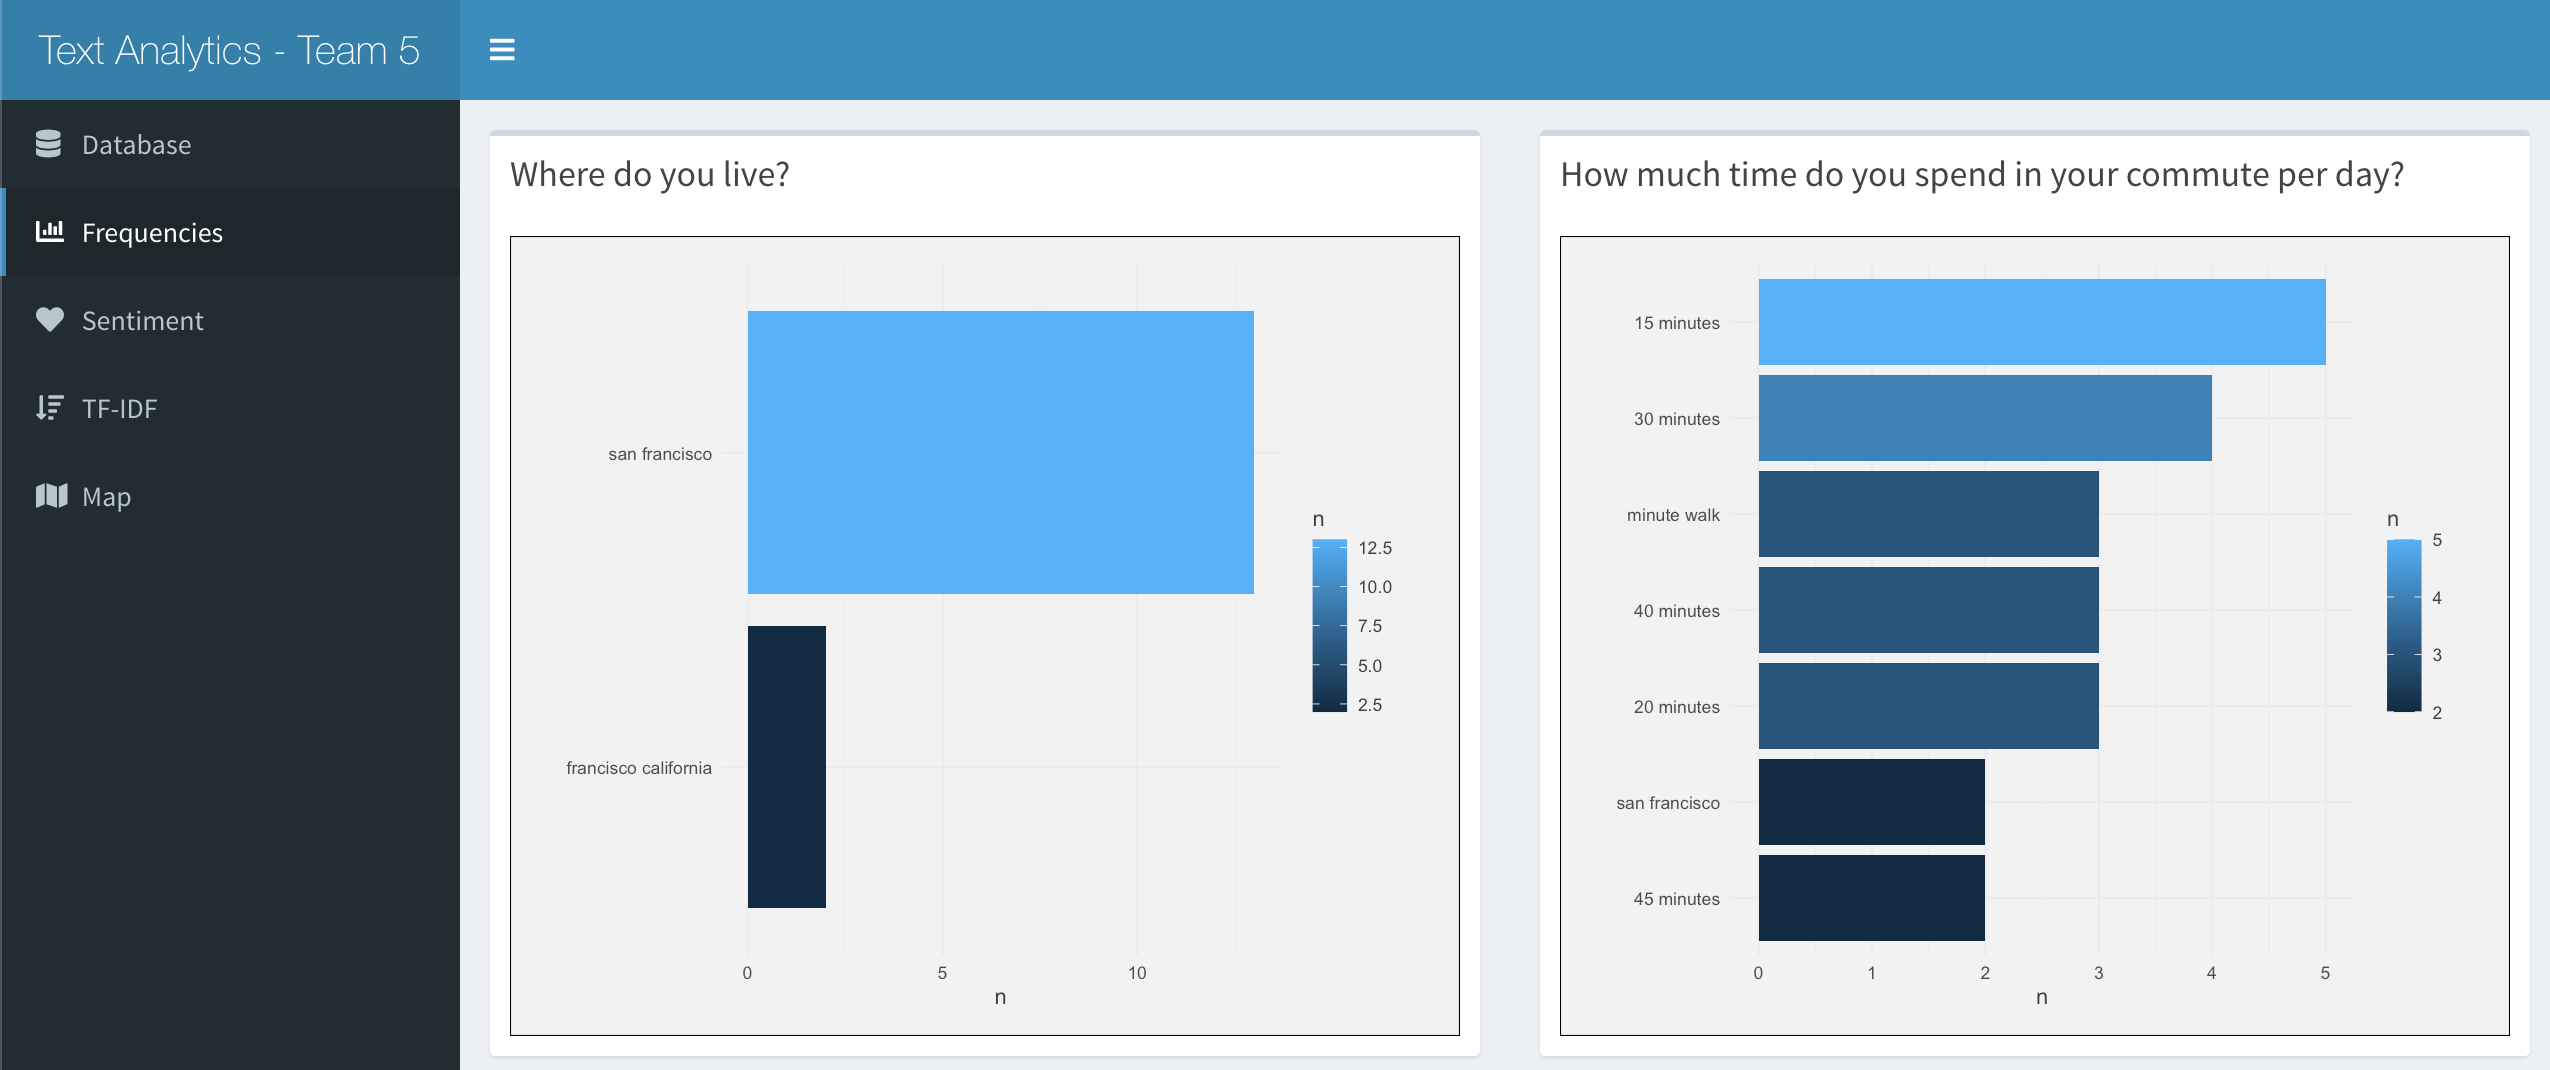 Text Analytics - Team 5
Database
Frequencies
Sentiment
TF-IDF
Map
Where do you live?
san francisco
francisco california
0 5 10
n
n
12.5
10.0
7.5
5.0
2.5
How much time do you spend in your commute per day?
15 minutes
30 minutes
minute walk
40 minutes
20 minutes
san francisco
45 minutes
0 1 2 3 4 5
n
n
5
4
3
2